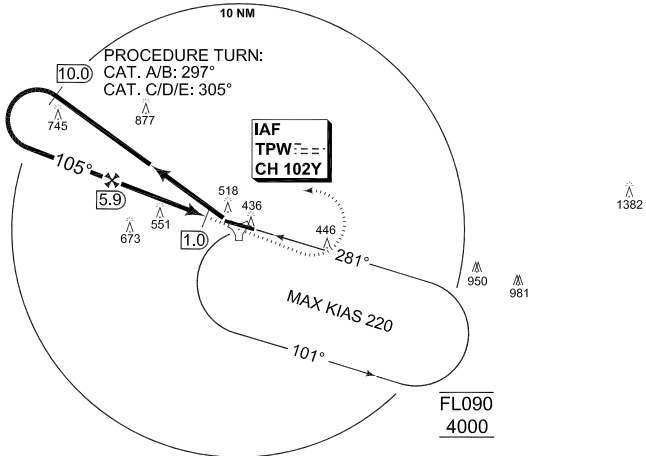 10 NM
PROCEDURE TURN:
CAT. A/B: 297°
CAT. C/D/E: 305°
10.0
745
877
IAF
TPW
CH 102Y
105°
5.9
551
673
518
436
446
1.0
281°
1382
950
981
MAX KIAS 220
101°
FL090
4000